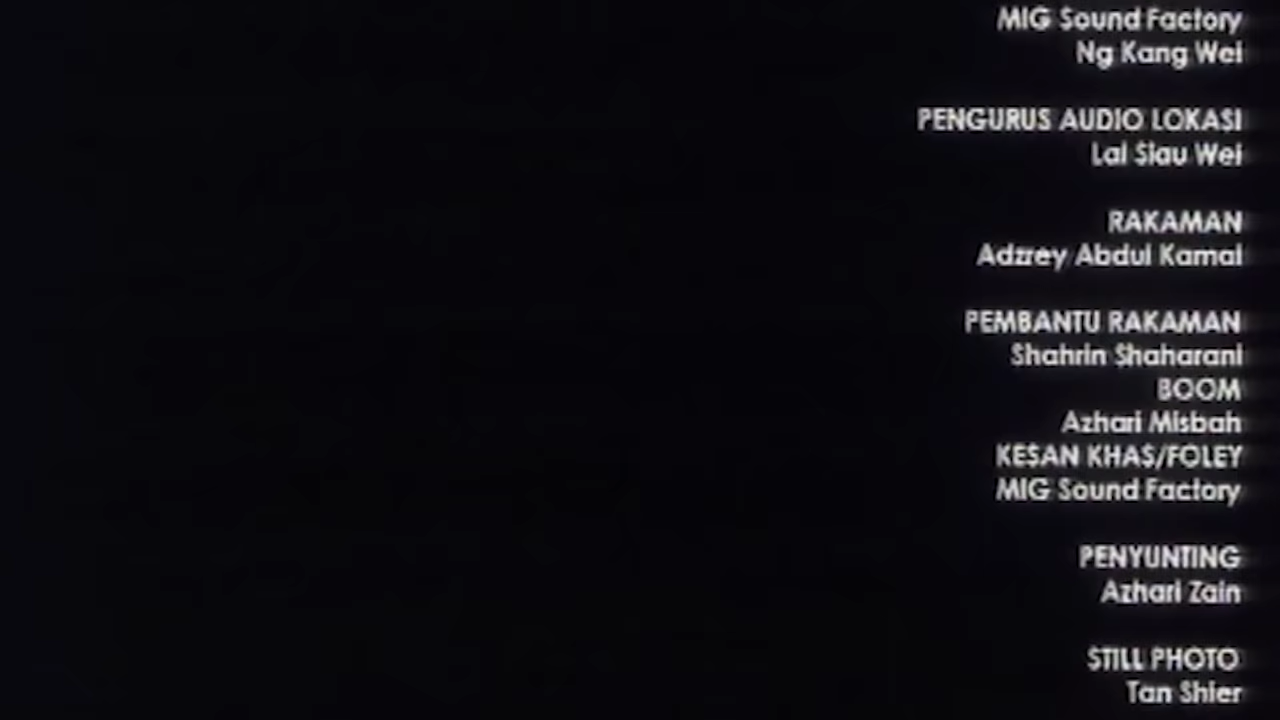 MIG Sound Factory
Ng Kang Wei
PENGURUS AUDIO LOKASI
Lai Siau Wei
RAKAMAN
Adzrey Abdul Kamal
PEMBANTU RAKAMAN
Shahrin Shaharani
BOOM
Azhari Misbah
KESAN KHAS/FOLEY
MIG Sound Factory
PENYUNTING
Azhari Zain
STILL PHOTO
Tan Shier